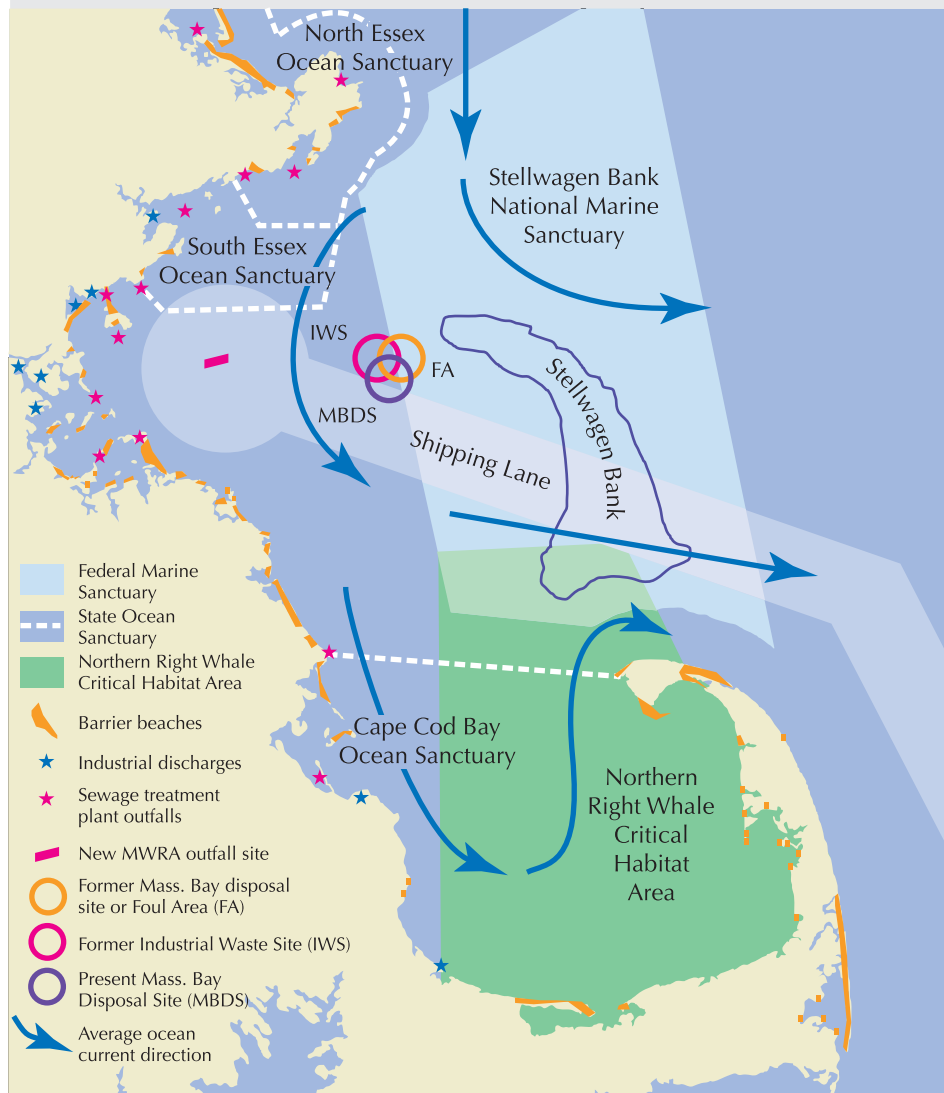 North Essex
Ocean Sanctuary
Stellwagen Bank
National Marine
Sanctuary
South Essex
Ocean Sanctuary
IWS
FA
MBDS
Stellwagen Bank
Shipping Lane
Federal Marine
Sanctuary
State Ocean
Sanctuary
Northern Right Whale
Critical Habitat Area
Barrier beaches
Industrial discharges
Sewage treatment
plant outfalls
New MWRA outfall site
Former Mass. Bay disposal
site or Foul Area (FA)
Former Industrial Waste Site (IWS)
Present Mass. Bay
Disposal Site (MBDS)
Average ocean
current direction
Cape Cod Bay
Ocean Sanctuary
Northern
Right Whale
Critical
Habitat
Area